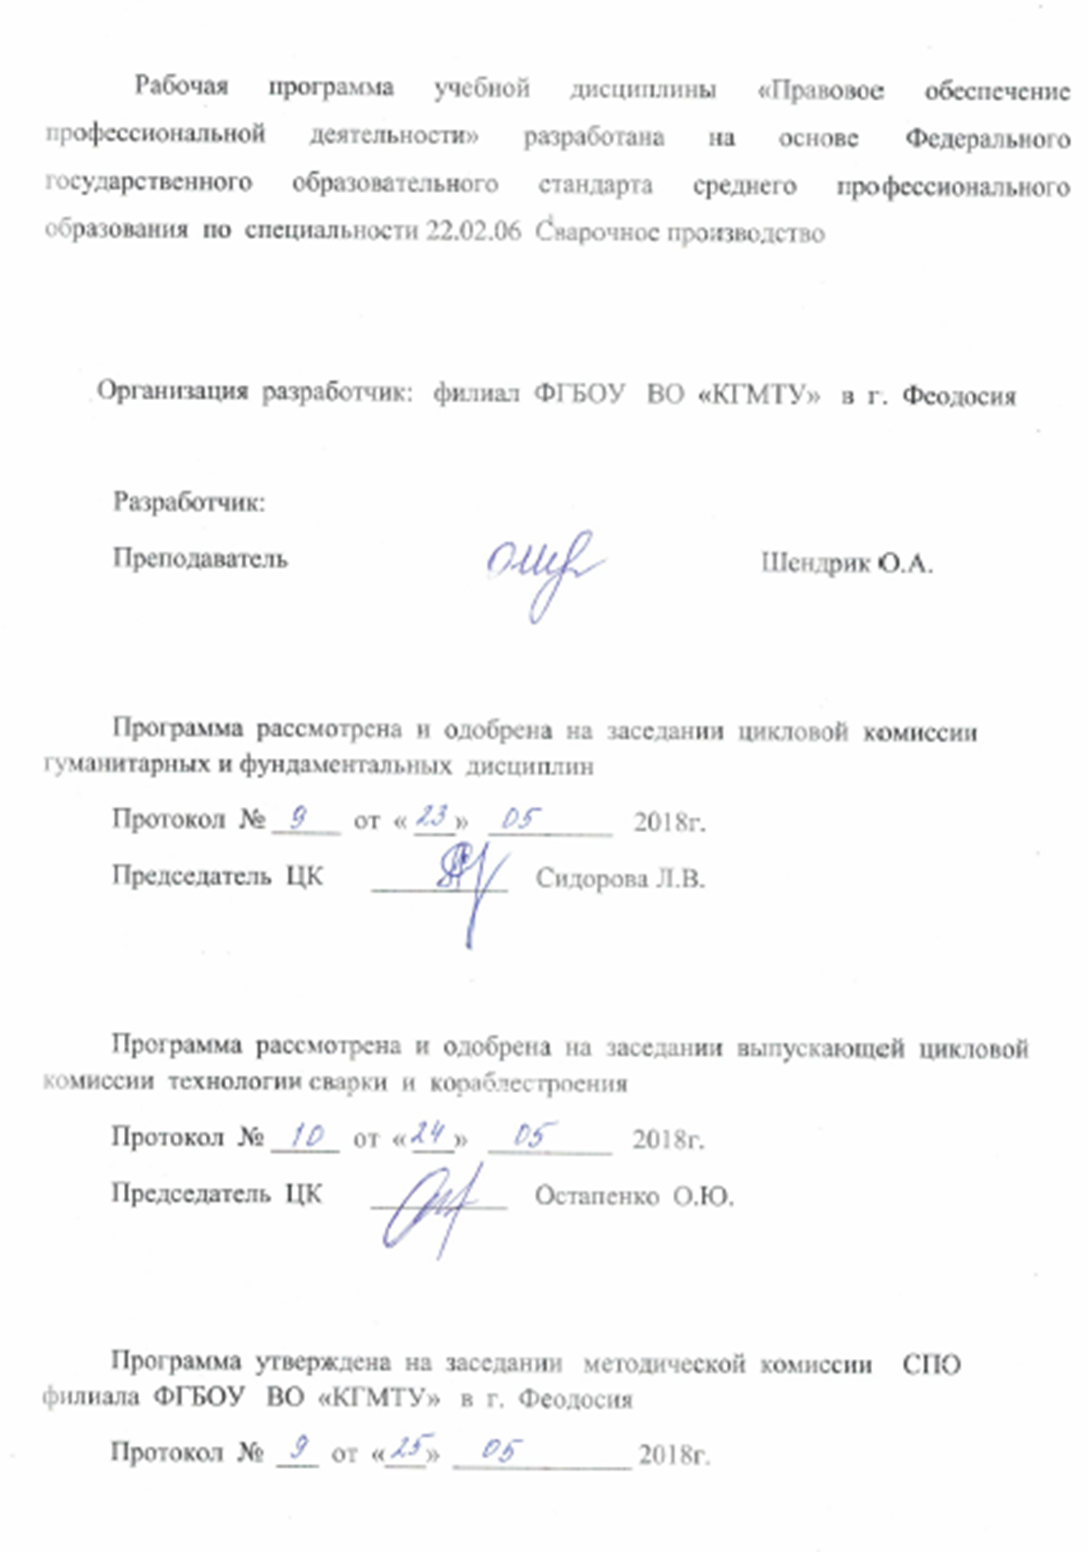 Рабочая программа учебной дисциплины «Правовое обеспечение
профессиональной деятельности» разработана на основе Федерального
государственного образовательного стандарта среднего профессионального
образования по специальности 22.02.06 Сварочное производство
Организация разработчик: филиал ФГБОУ ВО «КГМТУ» в г. Феодосия
Разработчик:
Преподаватель Шендрик Ю.А.
Программа рассмотрена и одобрена на заседании цикловой комиссии
гуманитарных и фундаментальных дисциплин
Протокол № 9 от «23» 05 2018г.
Председатель ЦК Сидорова Л.В.
Программа рассмотрена и одобрена на заседании выпускающей цикловой
комиссии технологии сварки и кораблестроения
Протокол № 10 от «24» 05 2018г.
Председатель ЦК Остапенко О.Ю.
Программа утверждена на заседании методической комиссии СПО
филиала ФГБОУ ВО «КГМТУ» в г. Феодосия
Протокол № 9 от «25» 05 2018г.